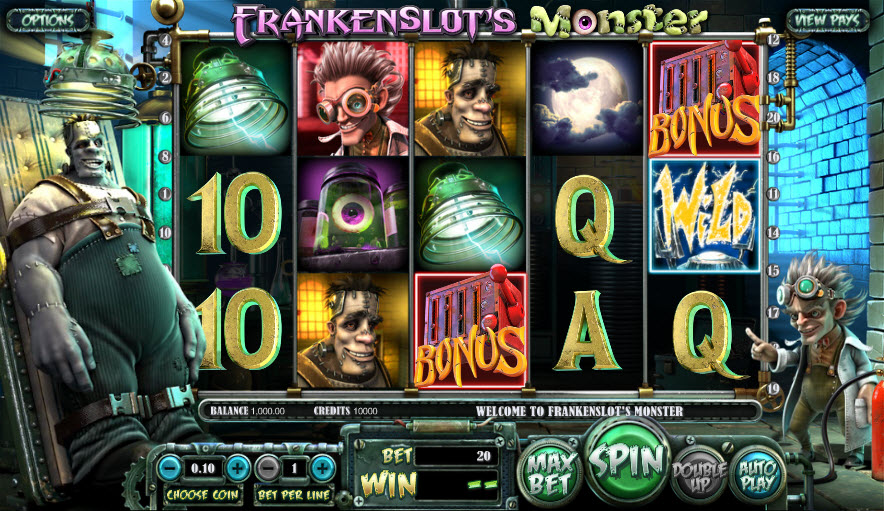 OPTIONS
FRANKENSLOT'S MONSTER
VIEW PAYS
4
12
2
18
6
20
BONUS
8
16
1
10
Q
WILD
11
10
14
15
10
BONUS
A
Q
17
19
BALANCE 1,000.00 CREDITS 10000 WELCOME TO FRANKENSLOT'S MONSTER
0.10
1
CHOOSE COIN
BET PER LINE
BET 20
WIN --
MAX BET
SPIN
DOUBLE UP
AUTO PLAY